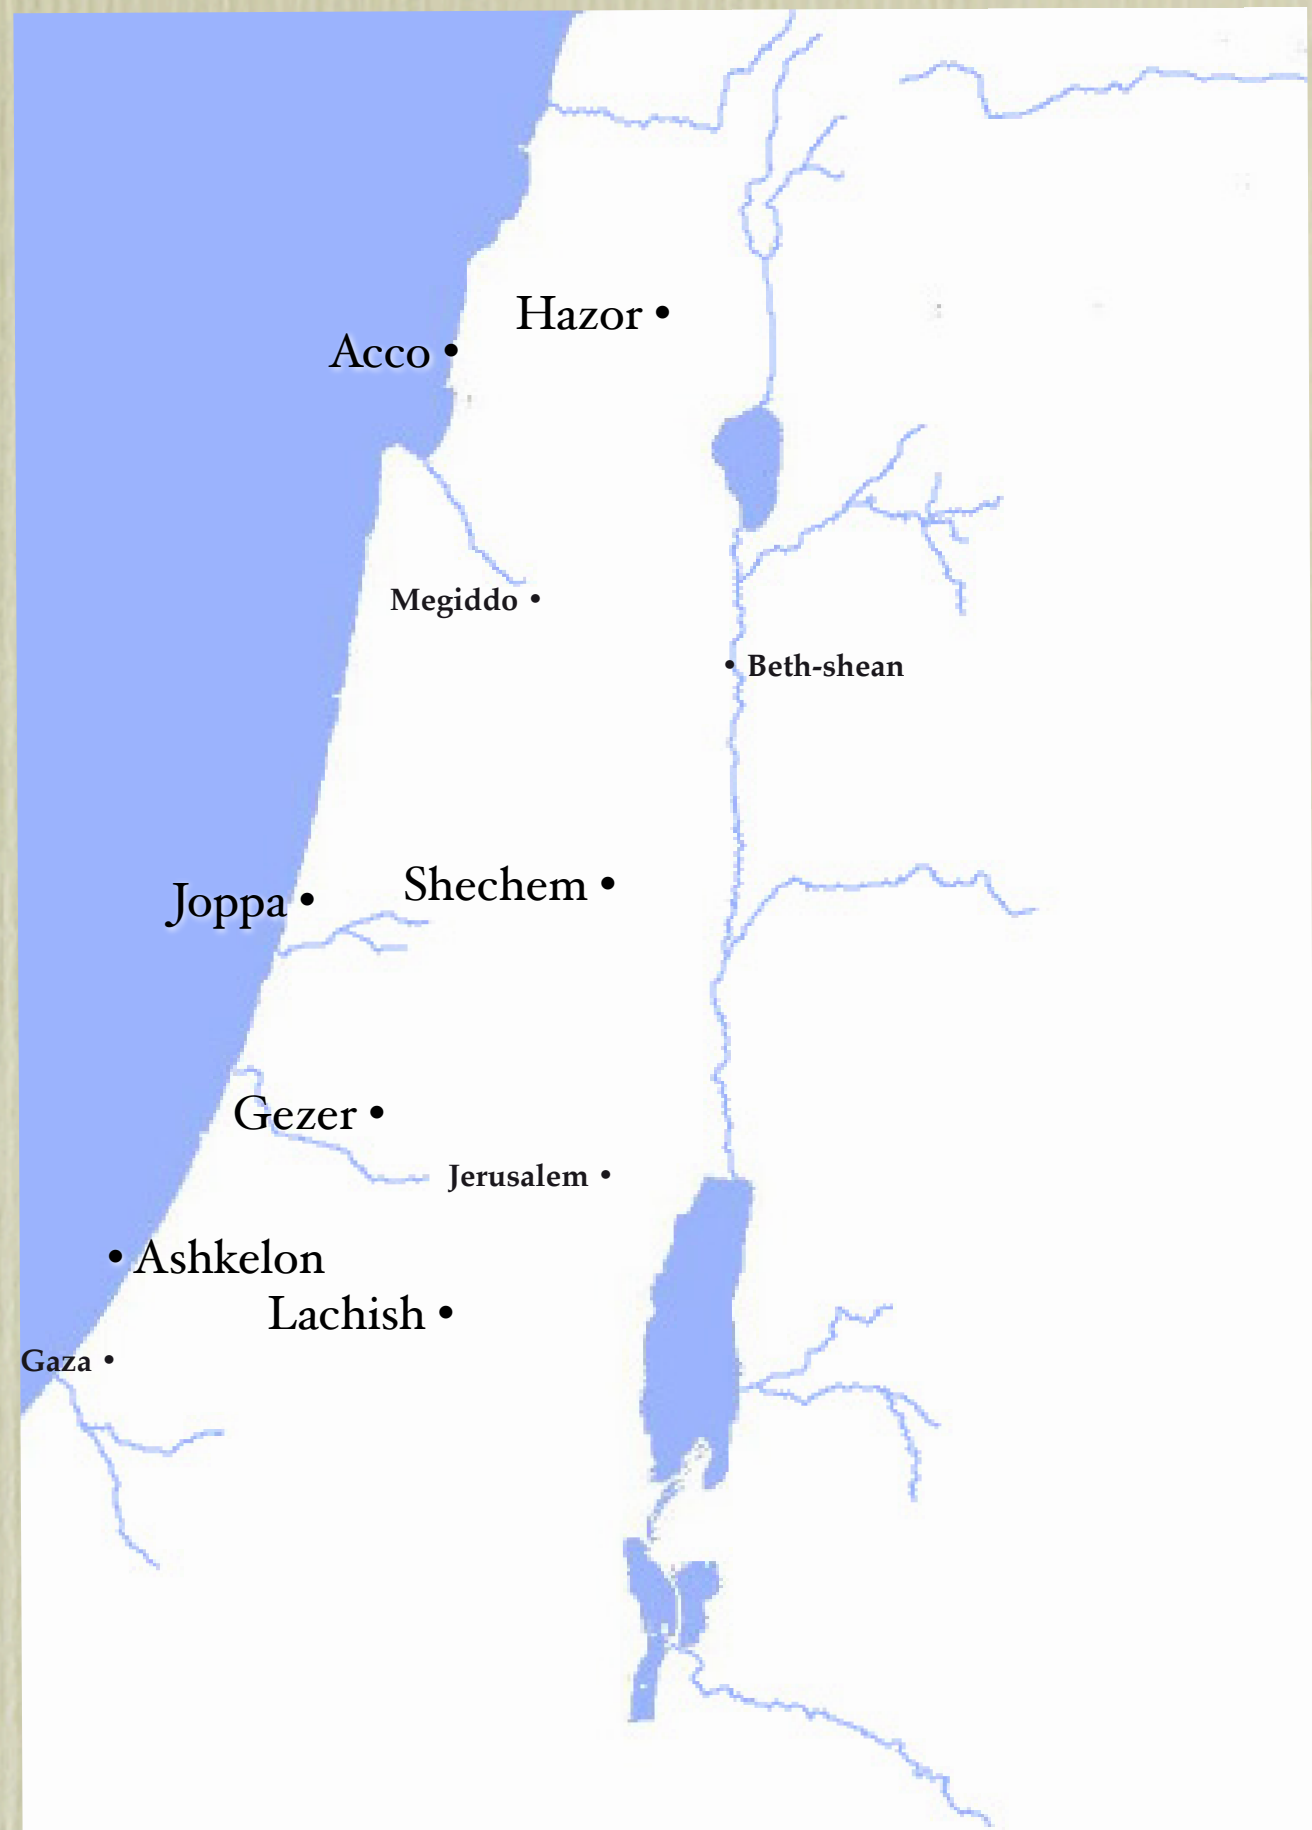 Hazor •
Acco •
Megiddo •
• Beth-shean
Shechem •
Joppa •
Gezer •
Jerusalem •
• Ashkelon
Lachish •
Gaza •